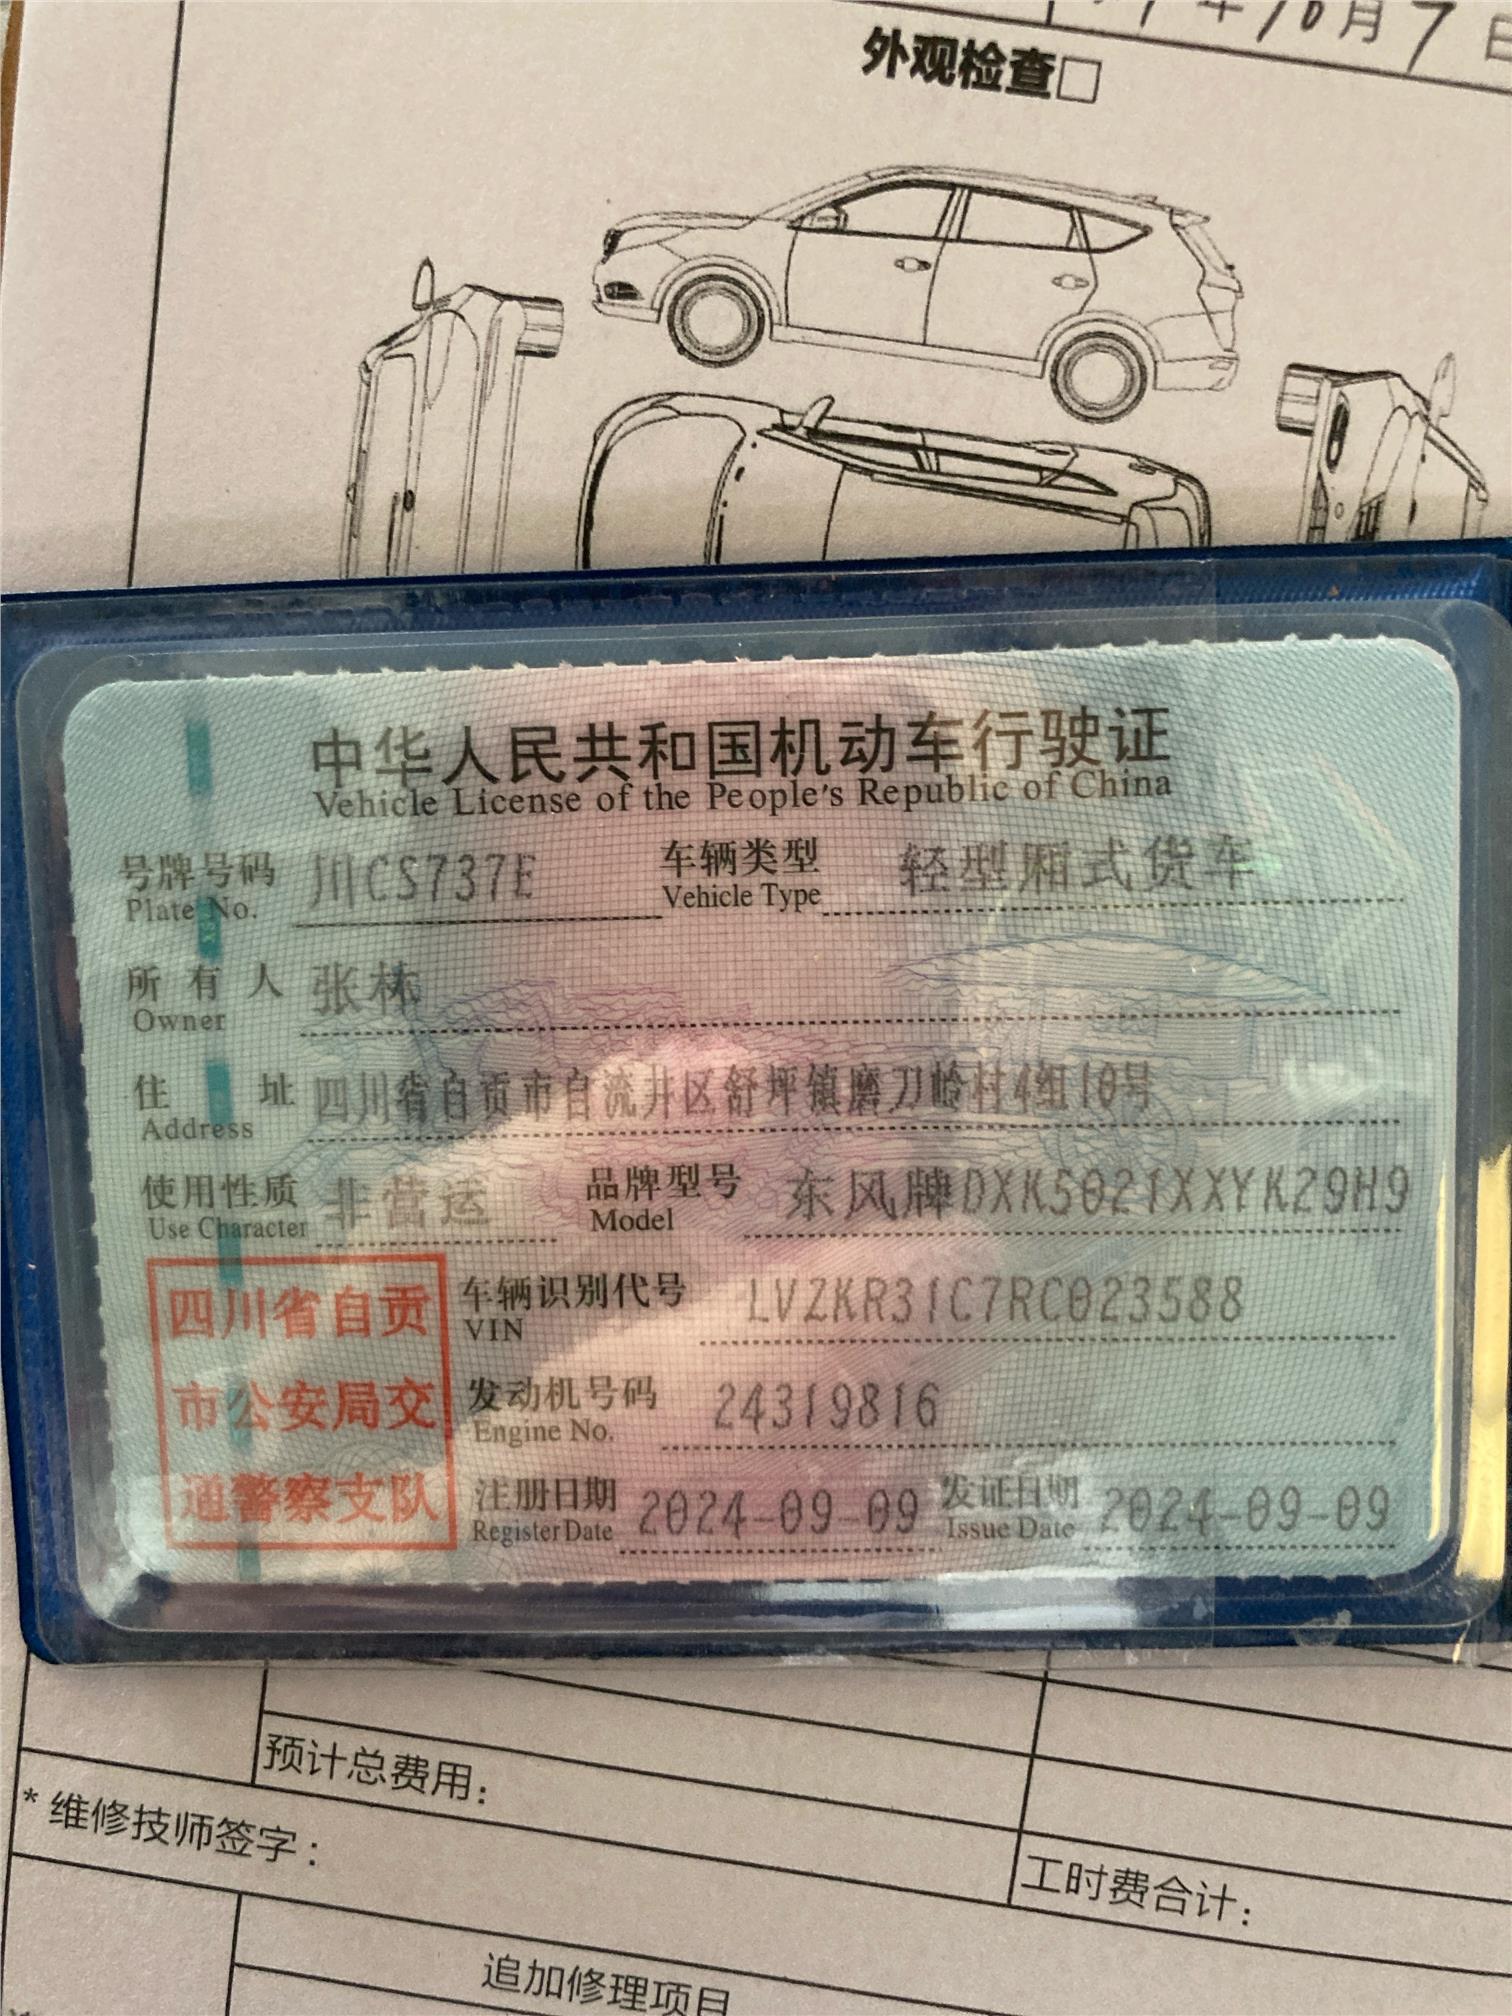 年10月7日
外观检查□
中华人民共和国机动车行驶证
Vehicle License of the People's Republic of China
号牌号码 川CS737E 车辆类型 轻型厢式货车
Plate No. Vehicle Type
所有人 张林
Owner
住址 四川省自贡市自流井区舒坪镇磨刀岭村4组10号
Address
使用性质 非营运 品牌型号 东风牌DXK5021XXYK29H9
Use Character Model
四川省自贡
市公安局交
通警察支队
车辆识别代号 LVZKR31C7RC023588
VIN
发动机号码 24319816
Engine No.
注册日期 2024-09-09 发证日期 2024-09-09
Register Date Issue Date
预计总费用：
* 维修技师签字：
工时费合计：
追加修理项目